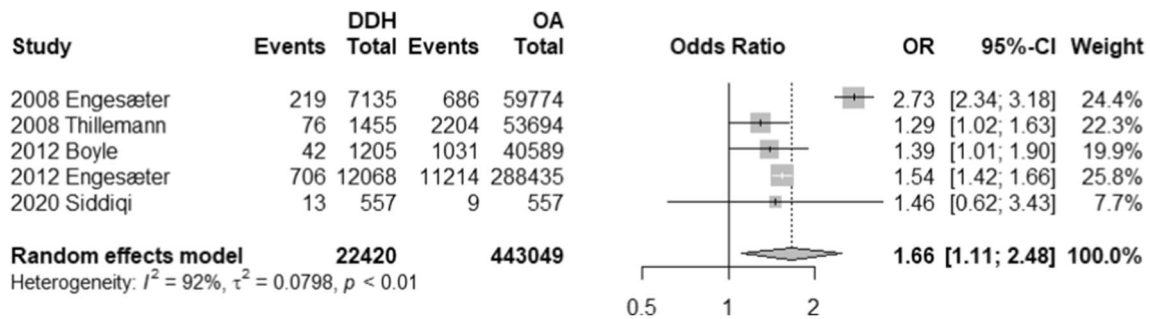 DDH OA
Study Events Total Events Total Odds Ratio OR 95%-CI Weight
2008 Engesæter 219 7135 686 59774 2.73 [2.34; 3.18] 24.4%
2008 Thillemann 76 1455 2204 53694 1.29 [1.02; 1.63] 22.3%
2012 Boyle 42 1205 1031 40589 1.39 [1.01; 1.90] 19.9%
2012 Engesæter 706 12068 11214 288435 1.54 [1.42; 1.66] 25.8%
2020 Siddiqi 13 557 9 557 1.46 [0.62; 3.43] 7.7%
Random effects model 22420 443049 1.66 [1.11; 2.48] 100.0%
Heterogeneity: I² = 92%, τ² = 0.0798, p < 0.01
0.5 1 2